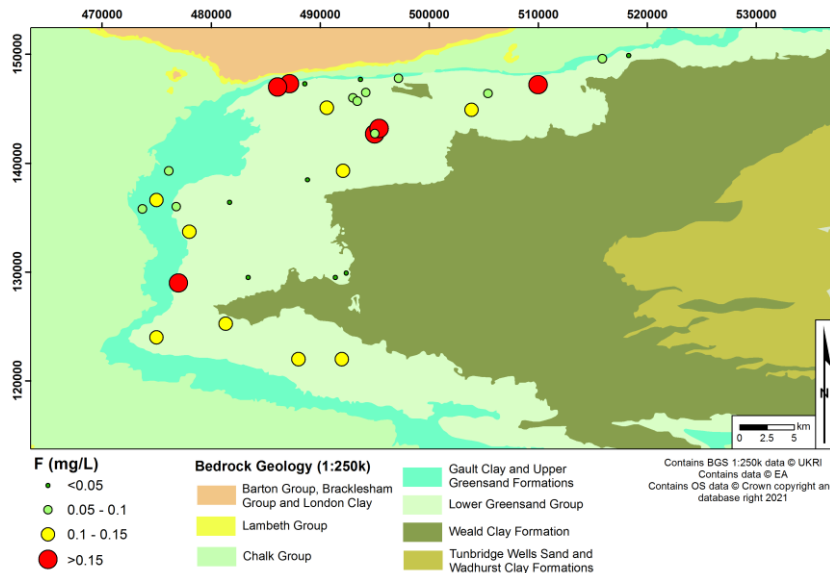 470000 480000 490000 500000 510000 520000 530000
150000
140000
130000
120000
N
km
0 2.5 5
F (mg/L)
<0.05
0.05 - 0.1
0.1 - 0.15
>0.15
Bedrock Geology (1:250k)
Barton Group, Bracklesham
Group and London Clay
Lambeth Group
Chalk Group
Gault Clay and Upper
Greensand Formations
Lower Greensand Group
Weald Clay Formation
Tunbridge Wells Sand and
Wadhurst Clay Formations
Contains BGS 1:250k data © UKRI
Contains data © EA
Contains OS data © Crown copyright an
database right 2021